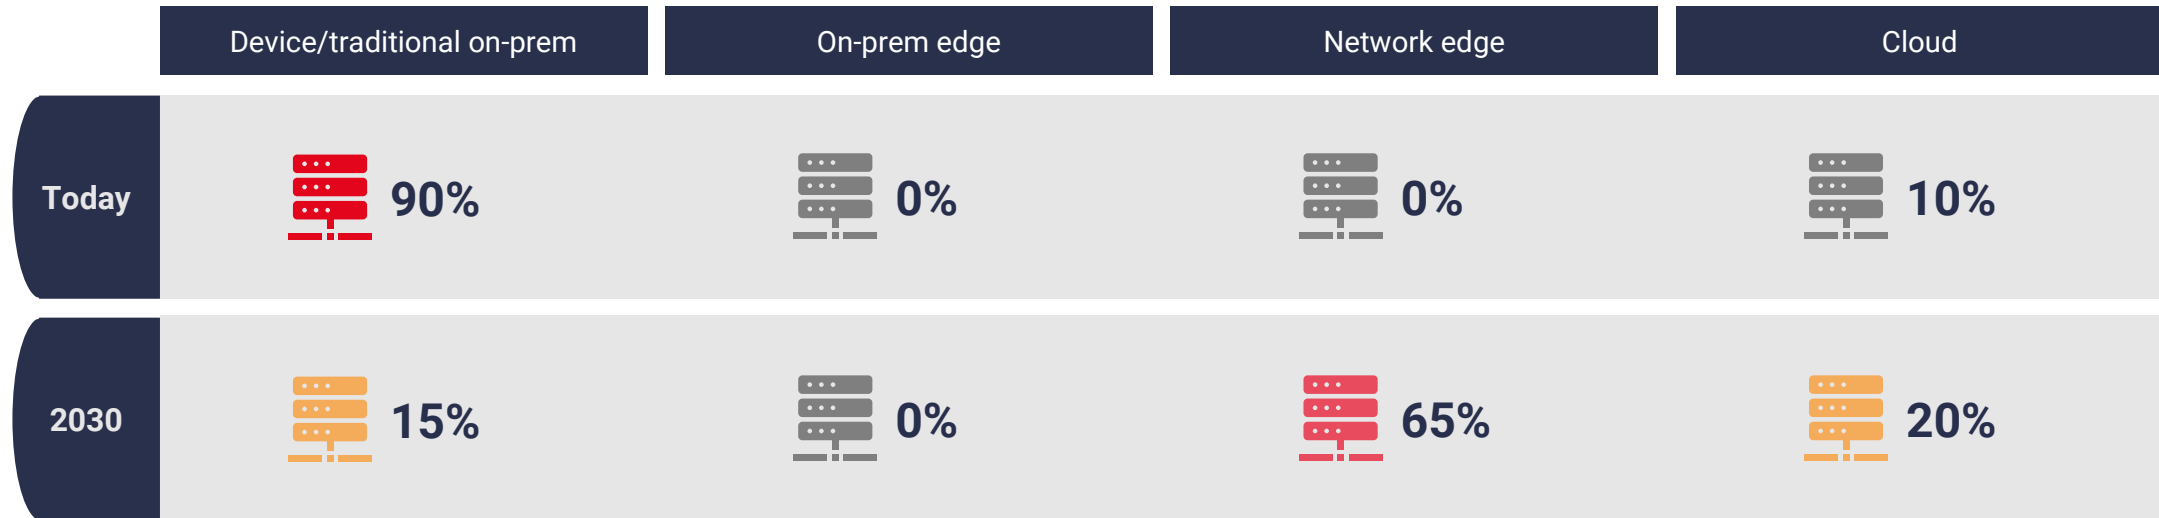 Device/traditional on-prem On-prem edge Network edge Cloud
Today 90% 0% 0% 10%
2030 15% 0% 65% 20%